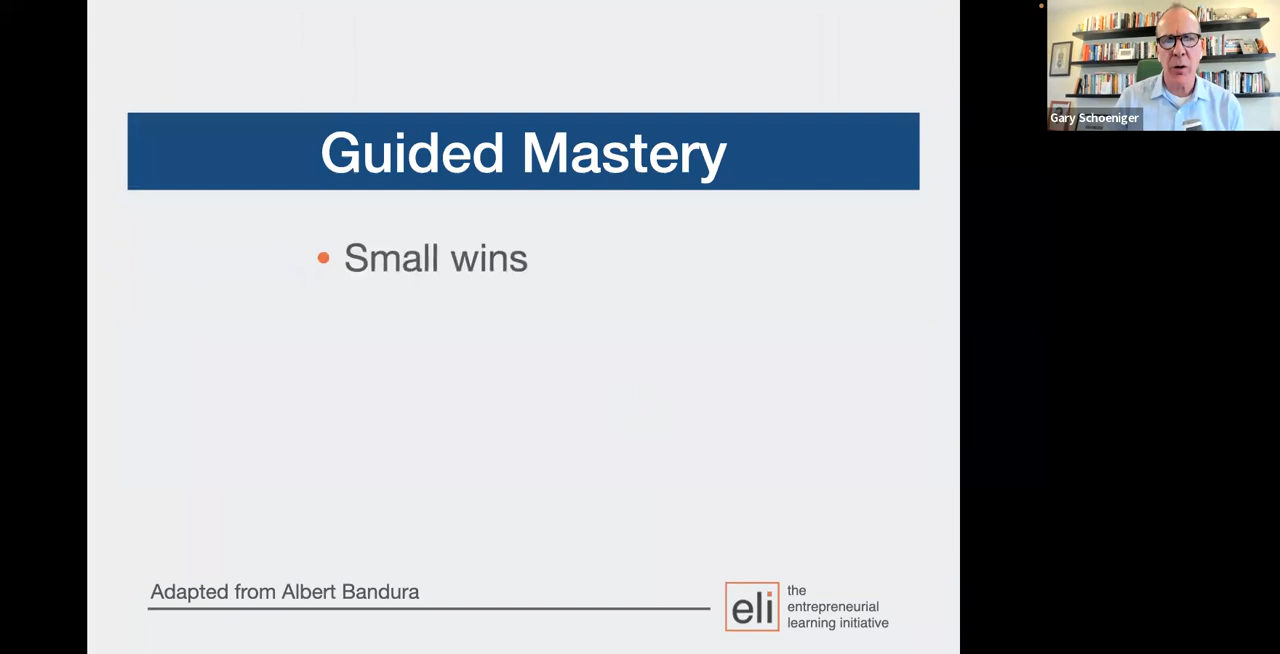 Guided Mastery
• Small wins
Adapted from Albert Bandura
eli
the
entrepreneurial
learning initiative
Gary Schoeniger